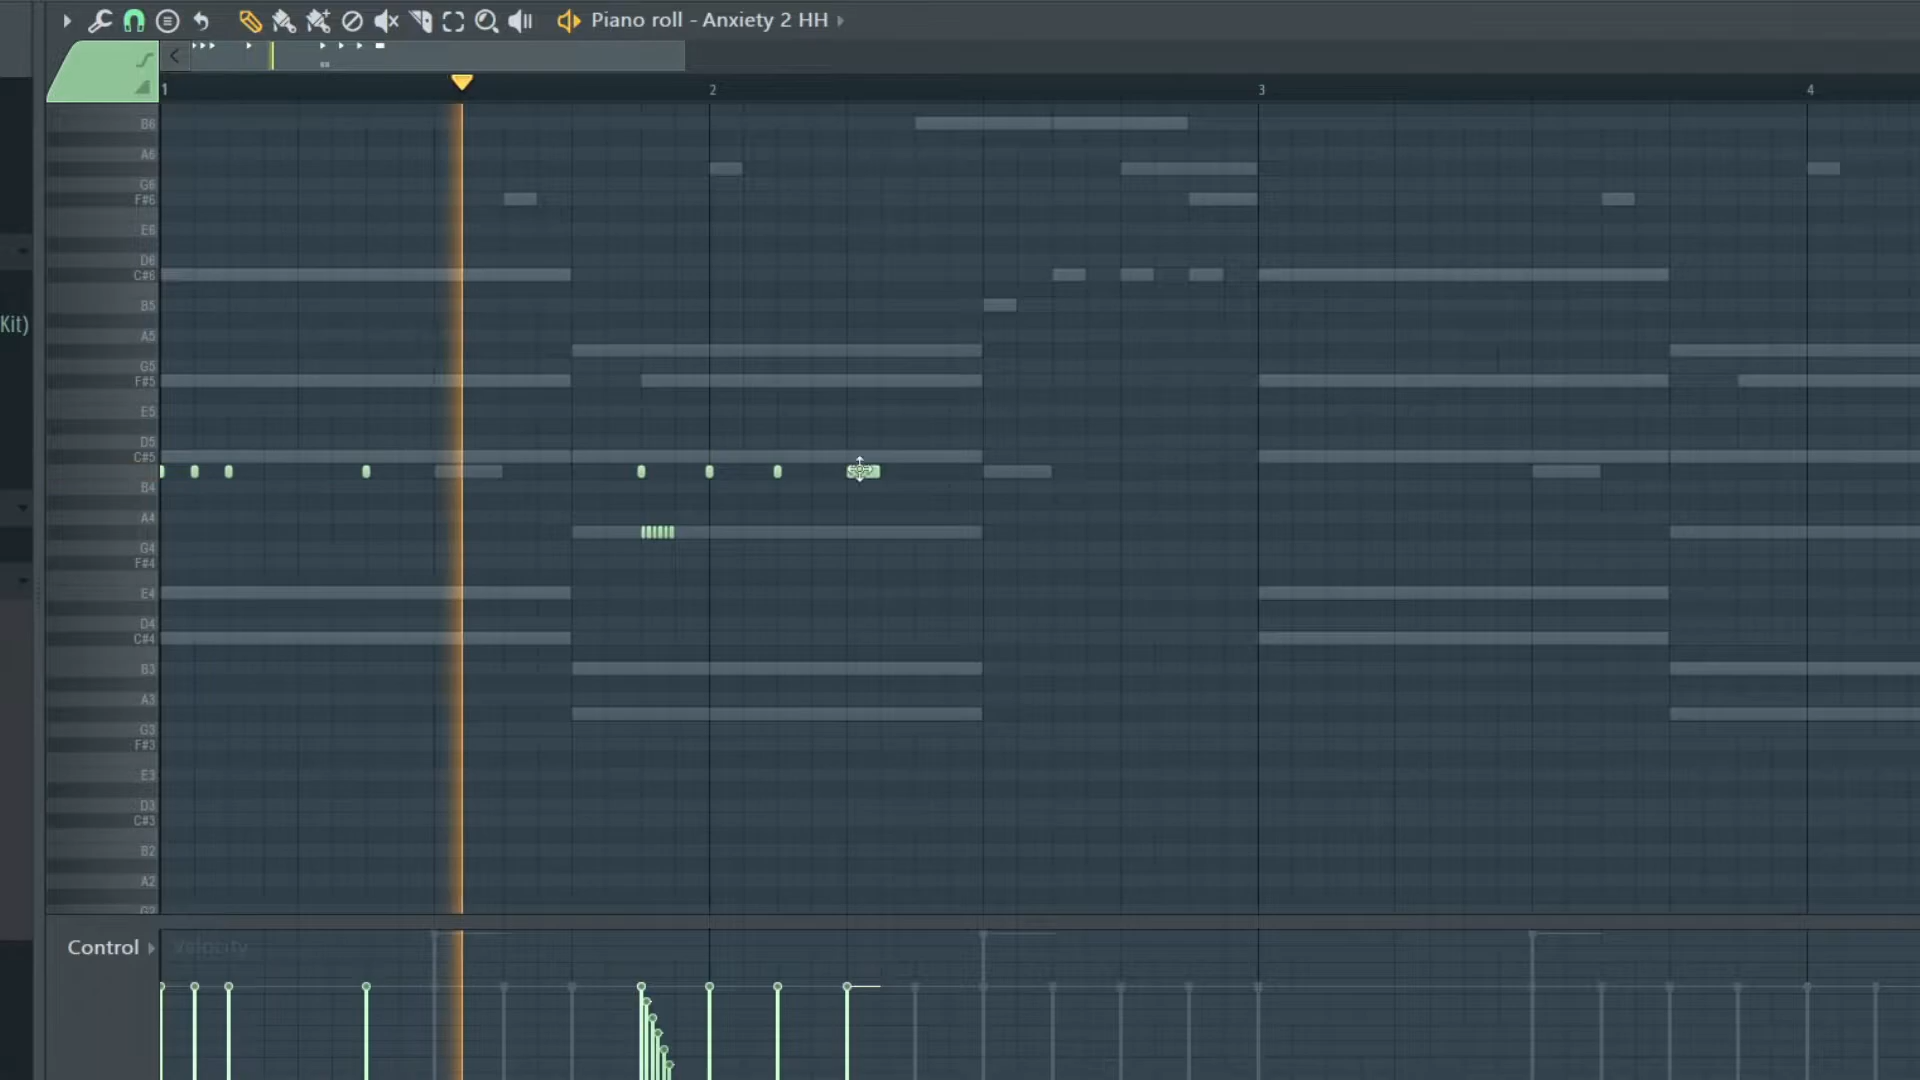 Piano roll - Anxiety 2 HH
1 2 3 4
B6
A6
G6
F#6
E6
D6
C#6
B5
Kit)
A5
G5
F#5
E5
D5
C#5
B4
A4
G4
F#4
E4
D4
C#4
B3
A3
G3
F#3
E3
D3
C#3
B2
A2
G2
Control Velocity